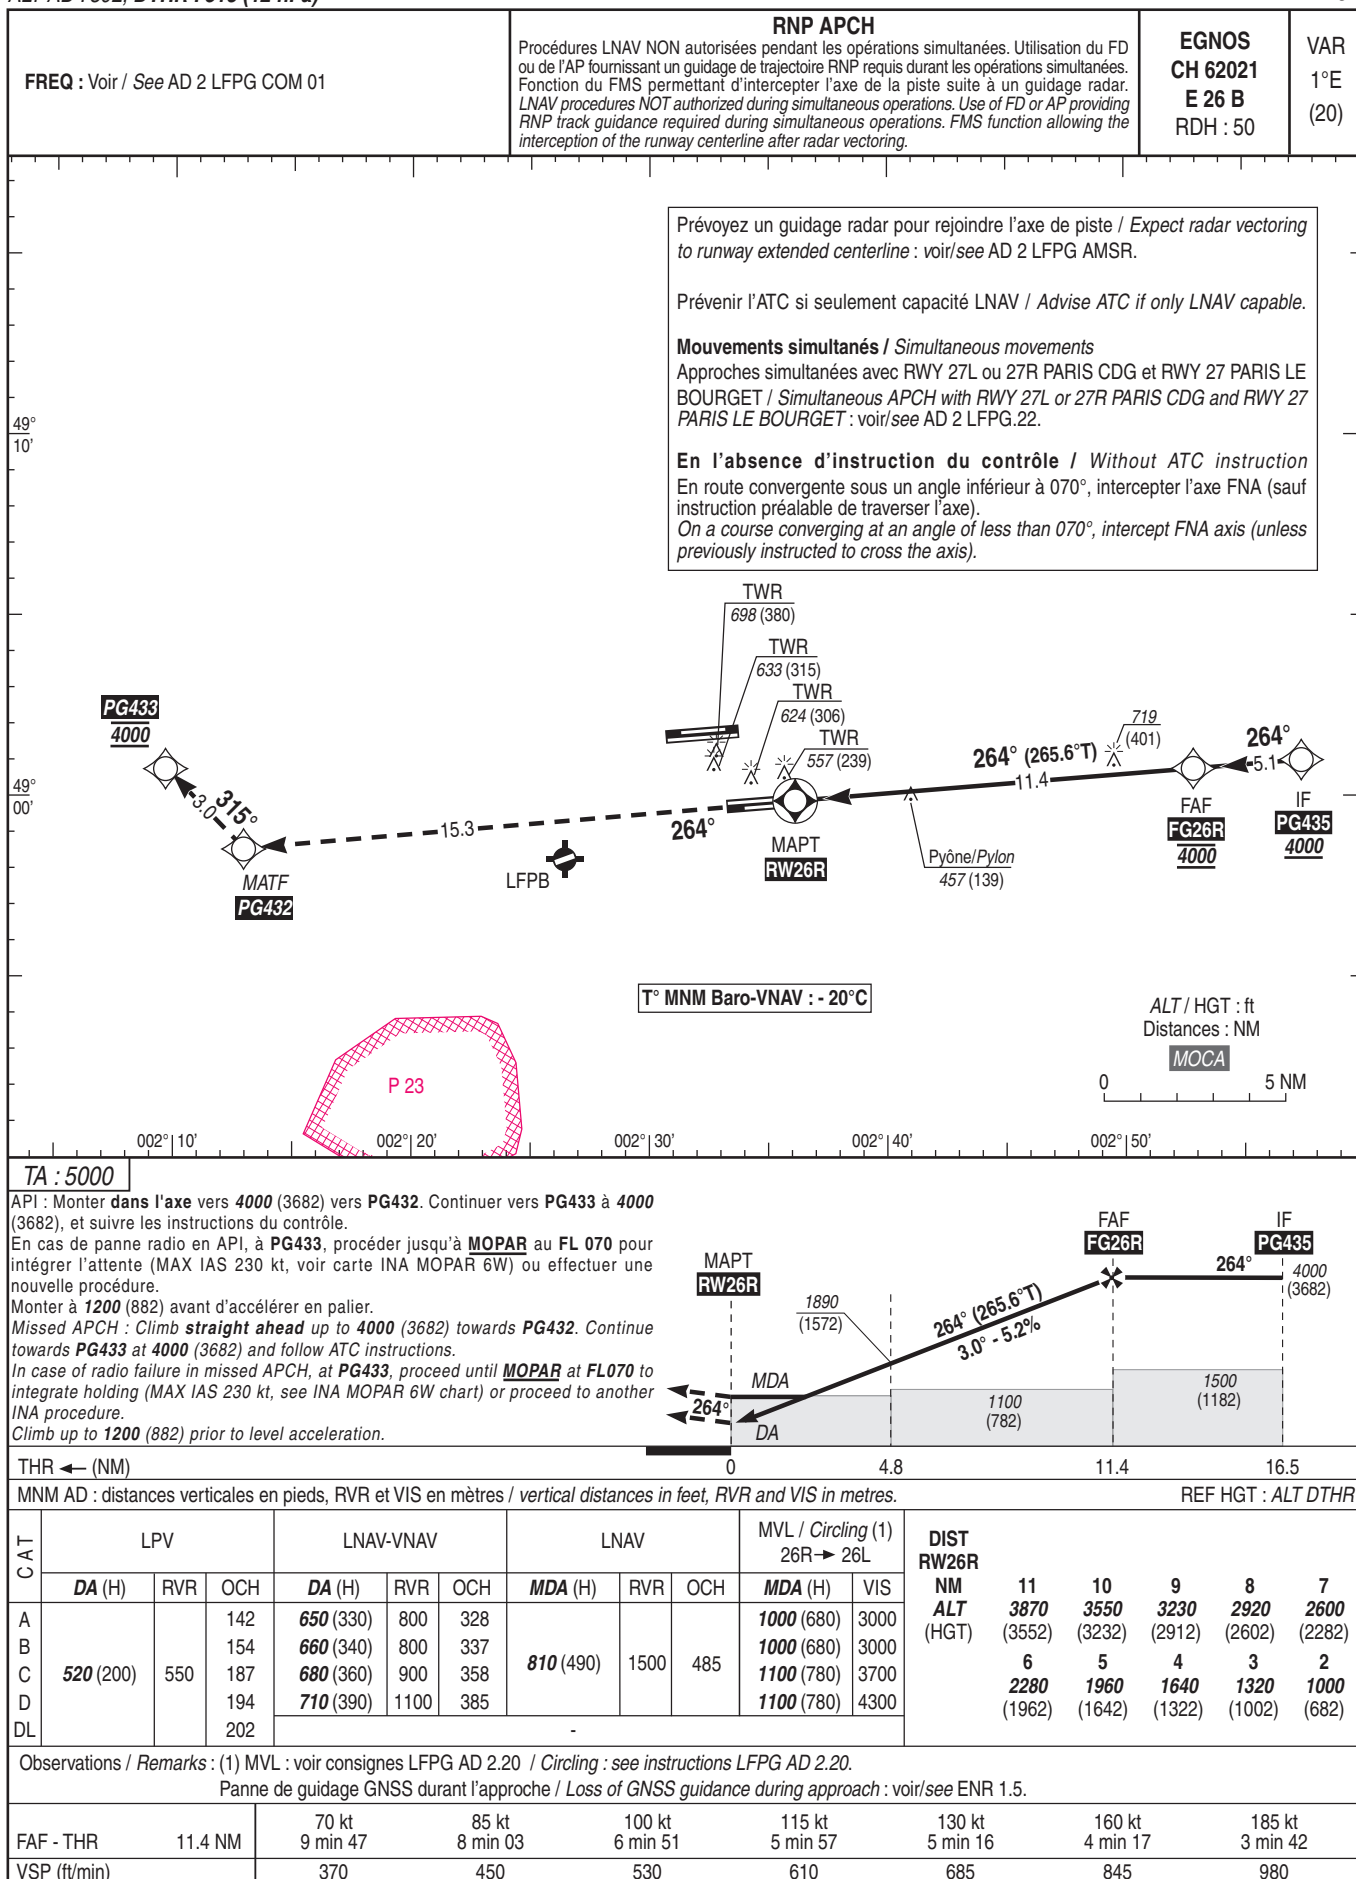 FREQ : Voir / See AD 2 LFPG COM 01
RNP APCH
Procédures LNAV NON autorisées pendant les opérations simultanées. Utilisation du FD
ou de l'AP fournissant un guidage de trajectoire RNP requis durant les opérations simultanées.
Fonction du FMS permettant d'intercepter l'axe de la piste suite à un guidage radar.
LNAV procedures NOT authorized during simultaneous operations. Use of FD or AP providing
RNP track guidance required during simultaneous operations. FMS function allowing the
interception of the runway centerline after radar vectoring.
EGNOS
CH 62021
E 26 B
RDH : 50
VAR
1°E
(20)
Prévoyez un guidage radar pour rejoindre l'axe de piste / Expect radar vectoring
to runway extended centerline : voir/see AD 2 LFPG AMSR.
Prévenir l'ATC si seulement capacité LNAV / Advise ATC if only LNAV capable.
Mouvements simultanés / Simultaneous movements
Approches simultanées avec RWY 27L ou 27R PARIS CDG et RWY 27 PARIS LE
BOURGET / Simultaneous APCH with RWY 27L or 27R PARIS CDG and RWY 27
PARIS LE BOURGET : voir/see AD 2 LFPG.22.
En l'absence d'instruction du contrôle / Without ATC instruction
En route convergente sous un angle inférieur à 070°, intercepter l'axe FNA (sauf
instruction préalable de traverser l'axe).
On a course converging at an angle of less than 070°, intercept FNA axis (unless
previously instructed to cross the axis).
49°
10'
TWR
698 (380)
TWR
633 (315)
TWR
624 (306)
TWR
557 (239)
719
(401)
PG433
4000
49°
00'
3.0
315°
15.3
264°
264° (265.6°T)
11.4
264°
5.1
MATF
PG432
LFPB
MAPT
RW26R
Pyône/Pylon
457 (139)
FAF
FG26R
4000
IF
PG435
4000
T° MNM Baro-VNAV : - 20°C
ALT / HGT : ft
Distances : NM
MOCA
0 5 NM
P 23
002° 10' 002° 20' 002° 30' 002° 40' 002° 50'
TA : 5000
API : Monter dans l'axe vers 4000 (3682) vers PG432. Continuer vers PG433 à 4000
(3682), et suivre les instructions du contrôle.
En cas de panne radio en API, à PG433, procéder jusqu'à MOPAR au FL 070 pour
intégrer l'attente (MAX IAS 230 kt, voir carte INA MOPAR 6W) ou effectuer une
nouvelle procédure.
Monter à 1200 (882) avant d'accélérer en palier.
Missed APCH : Climb straight ahead up to 4000 (3682) towards PG432. Continue
towards PG433 at 4000 (3682) and follow ATC instructions.
In case of radio failure in missed APCH, at PG433, proceed until MOPAR at FL070 to
integrate holding (MAX IAS 230 kt, see INA MOPAR 6W chart) or proceed to another
INA procedure.
Climb up to 1200 (882) prior to level acceleration.
MAPT
RW26R
FAF
FG26R
IF
PG435
264°
4000
(3682)
1890
(1572)
264° (265.6°T)
3.0° - 5.2%
MDA
264°
DA
1100
(782)
1500
(1182)
THR ← (NM) 0 4.8 11.4 16.5
MNM AD : distances verticales en pieds, RVR et VIS en mètres / vertical distances in feet, RVR and VIS in metres. REF HGT : ALT DTHR
CAT LPV LNAV-VNAV LNAV MVL / Circling (1)
26R → 26L
DA (H) RVR OCH DA (H) RVR OCH MDA (H) RVR OCH MDA (H) VIS
A 142 650 (330) 800 328 1000 (680) 3000
B 154 660 (340) 800 337 1000 (680) 3000
520 (200) 550 810 (490) 1500 485
C 187 680 (360) 900 358 1100 (780) 3700
D 194 710 (390) 1100 385 1100 (780) 4300
DL 202 -
DIST
RW26R
NM 11 10 9 8 7
ALT 3870 3550 3230 2920 2600
(HGT) (3552) (3232) (2912) (2602) (2282)
6 5 4 3 2
2280 1960 1640 1320 1000
(1962) (1642) (1322) (1002) (682)
Observations / Remarks : (1) MVL : voir consignes LFPG AD 2.20 / Circling : see instructions LFPG AD 2.20.
Panne de guidage GNSS durant l'approche / Loss of GNSS guidance during approach : voir/see ENR 1.5.
70 kt 85 kt 100 kt 115 kt 130 kt 160 kt 185 kt
FAF - THR 11.4 NM 9 min 47 8 min 03 6 min 51 5 min 57 5 min 16 4 min 17 3 min 42
VSP (ft/min) 370 450 530 610 685 845 980